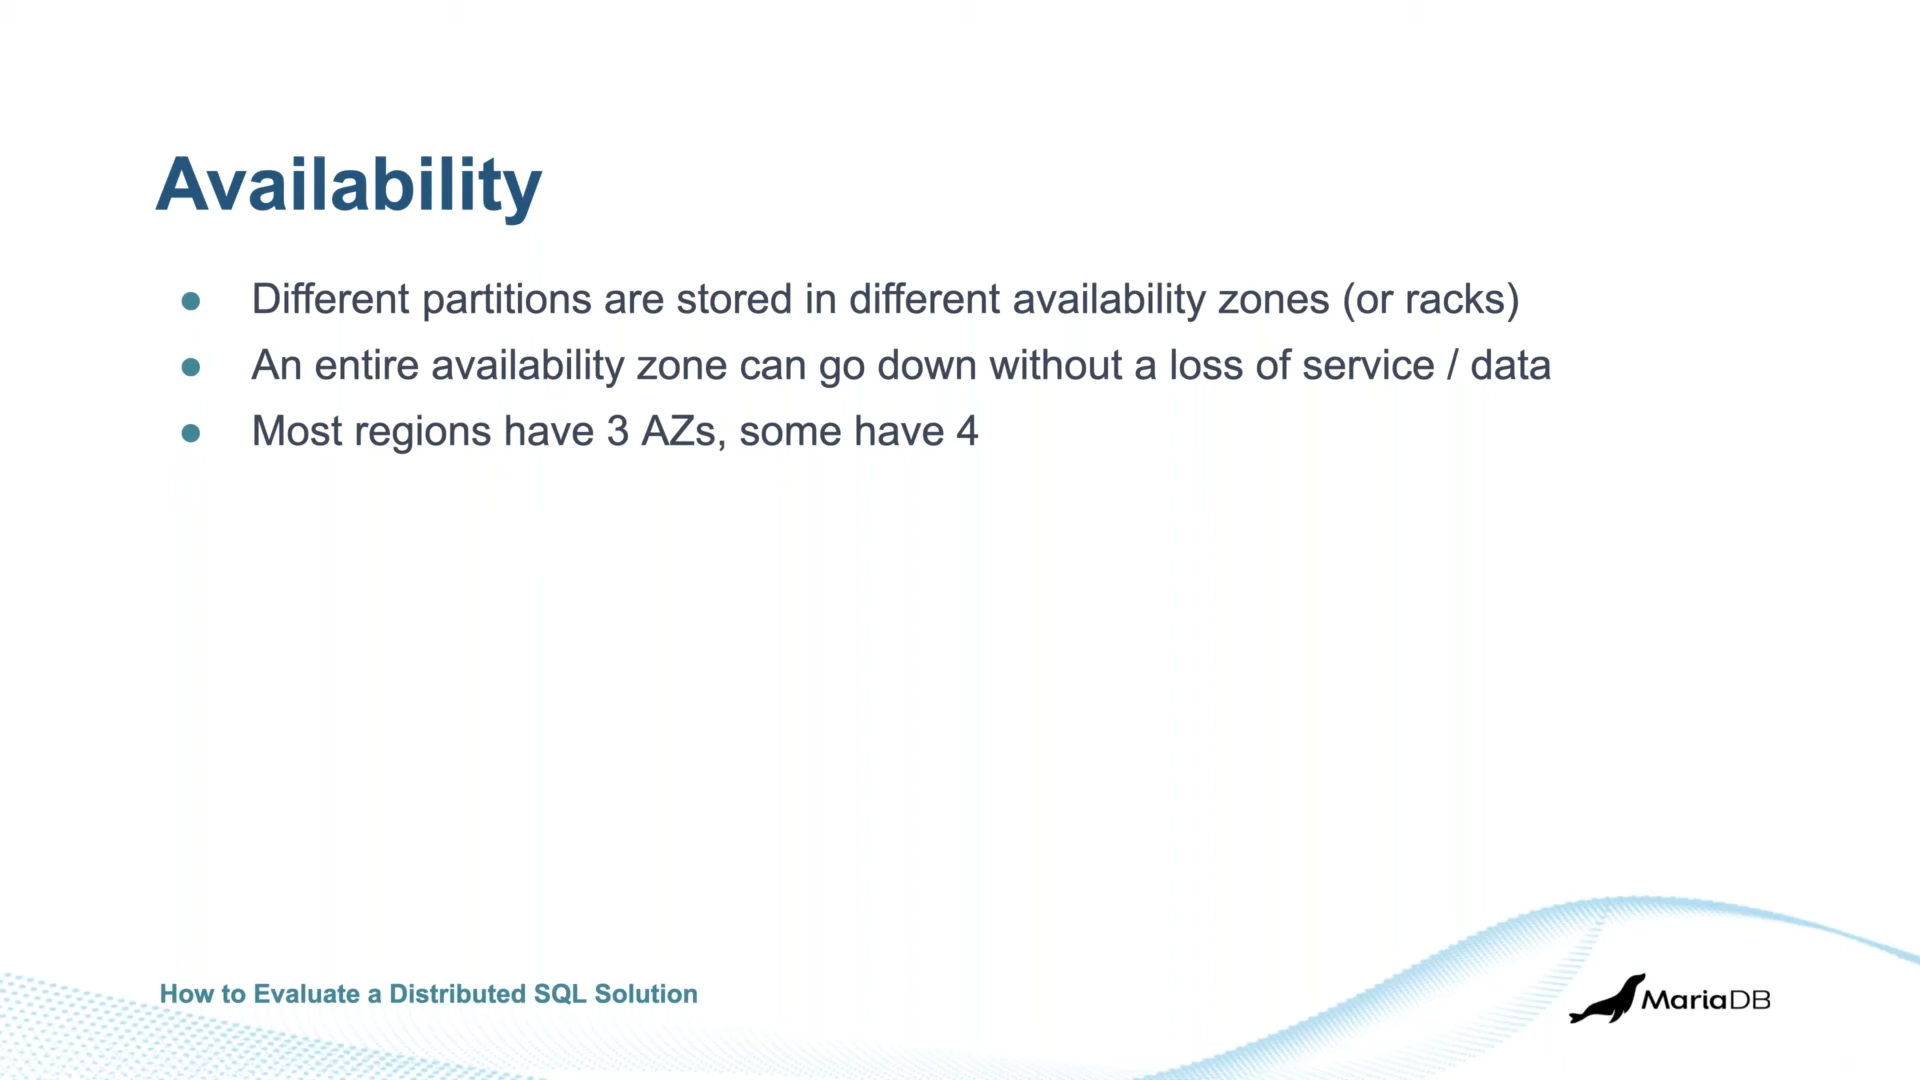 Availability
● Different partitions are stored in different availability zones (or racks)
● An entire availability zone can go down without a loss of service / data
● Most regions have 3 AZs, some have 4
How to Evaluate a Distributed SQL Solution
MariaDB